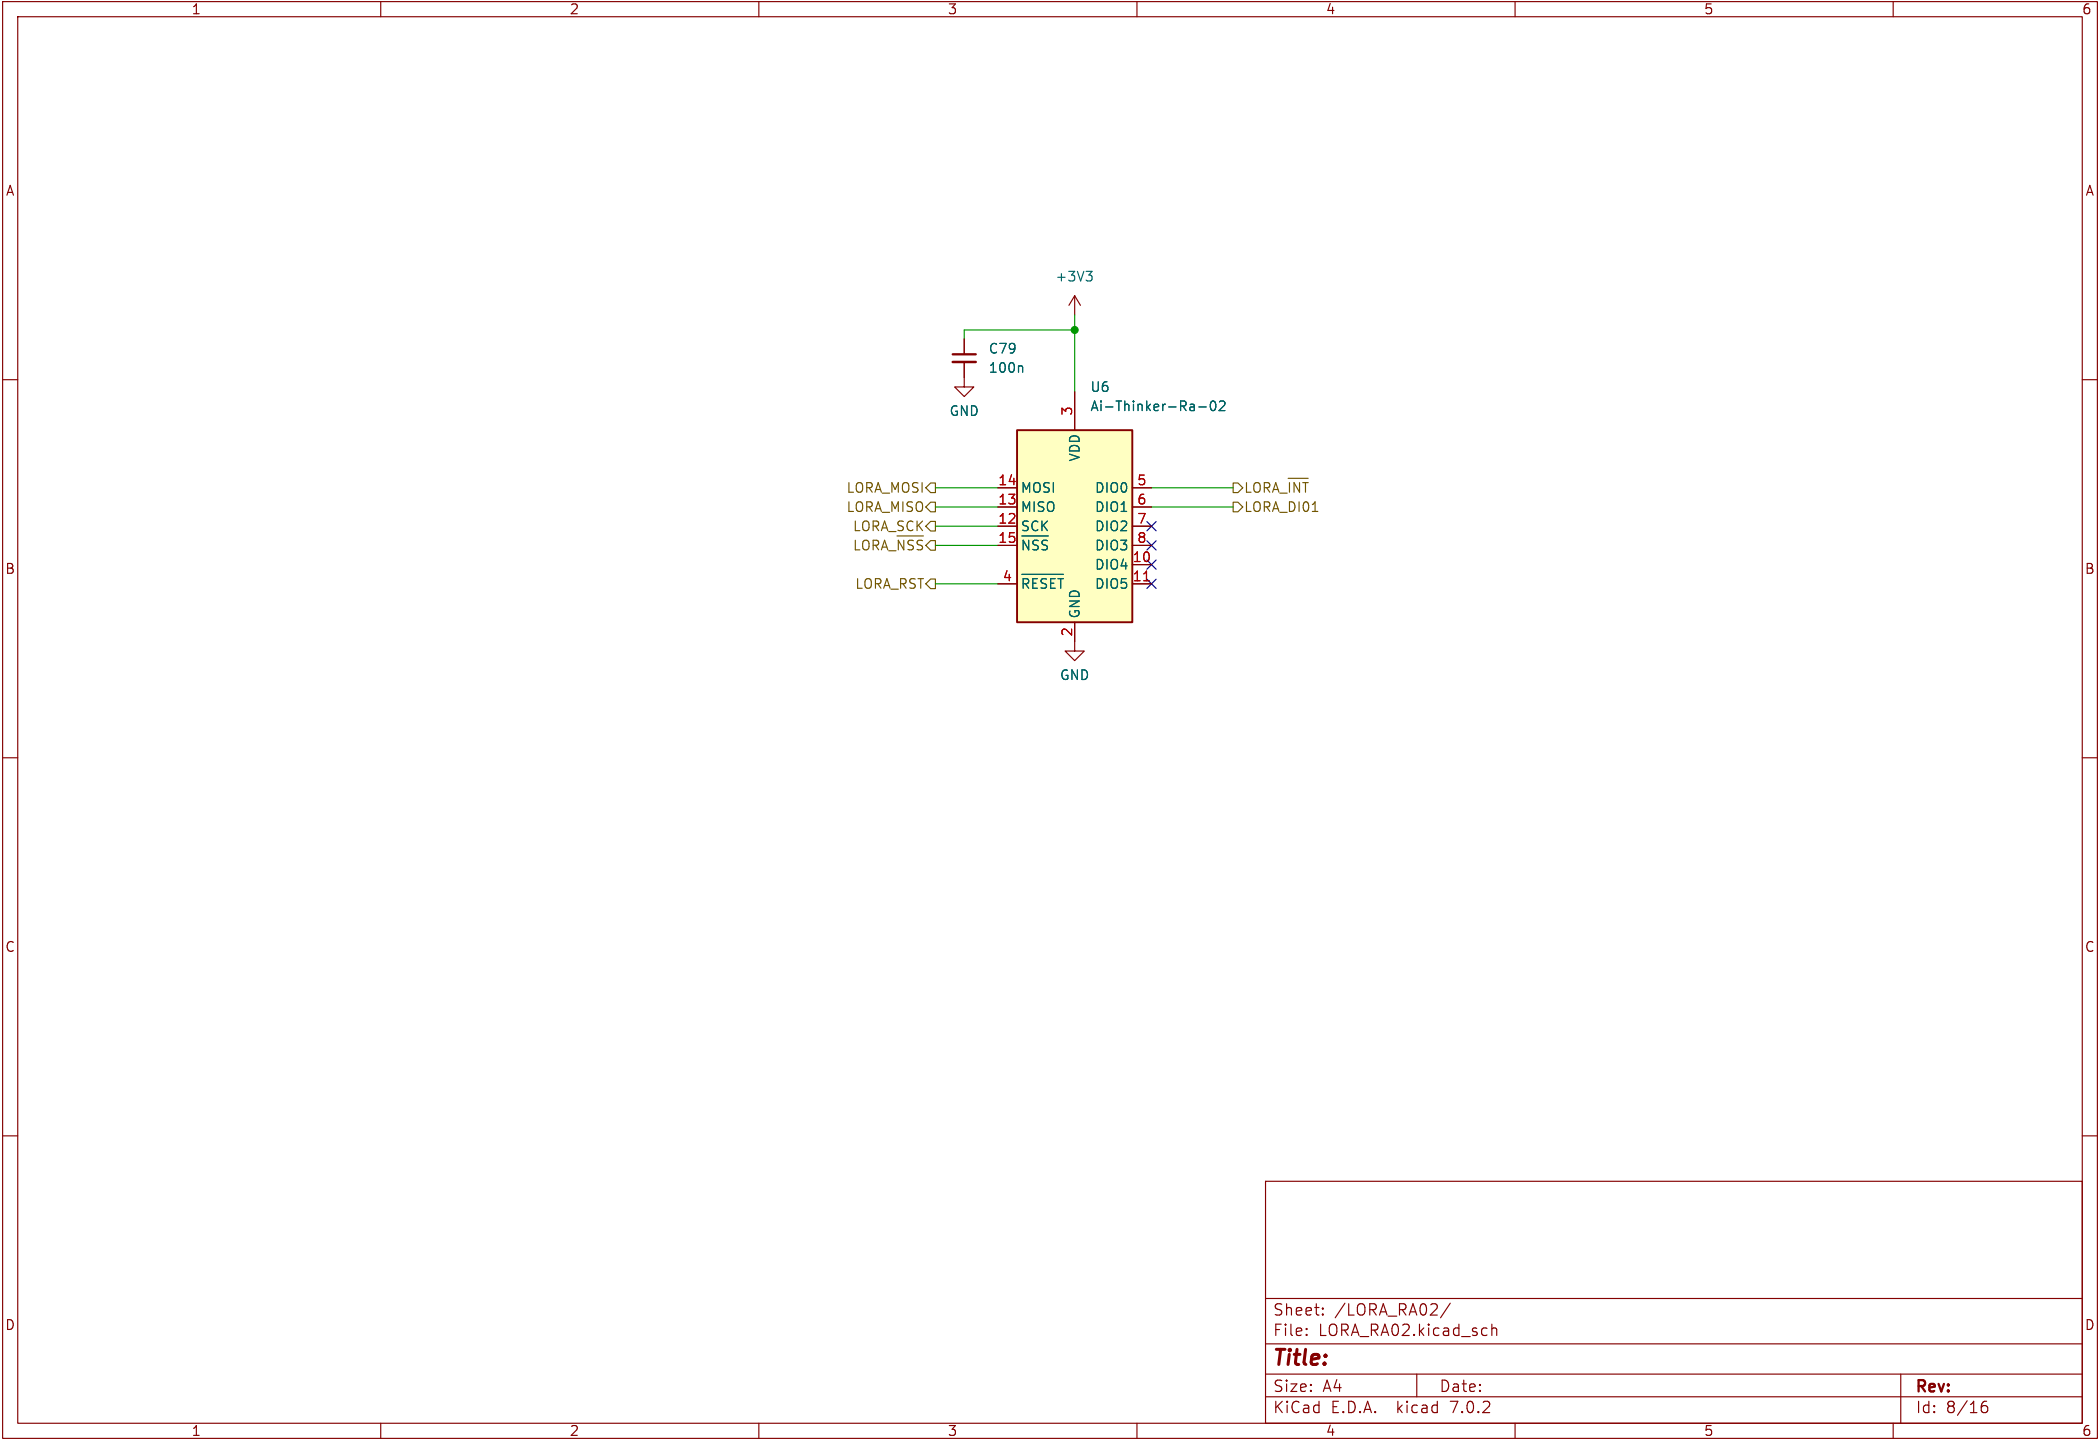 1 2 3 4 5 6
A A
+3V3
C79
100n
GND
U6
Ai-Thinker-Ra-02
3
VDD
LORA_MOSI 14 MOSI DIO0 5 LORA_INT
LORA_MISO 13 MISO DIO1 6 LORA_DI01
LORA_SCK 12 SCK DIO2 7
LORA_NSS 15 NSS DIO3 8
DIO4 10
LORA_RST 4 RESET DIO5 11
GND
2
GND
B B
C C
Sheet: /LORA_RA02/
File: LORA_RA02.kicad_sch
D D
Title:
Size: A4 Date: Rev:
KiCad E.D.A. kicad 7.0.2 Id: 8/16
1 2 3 4 5 6